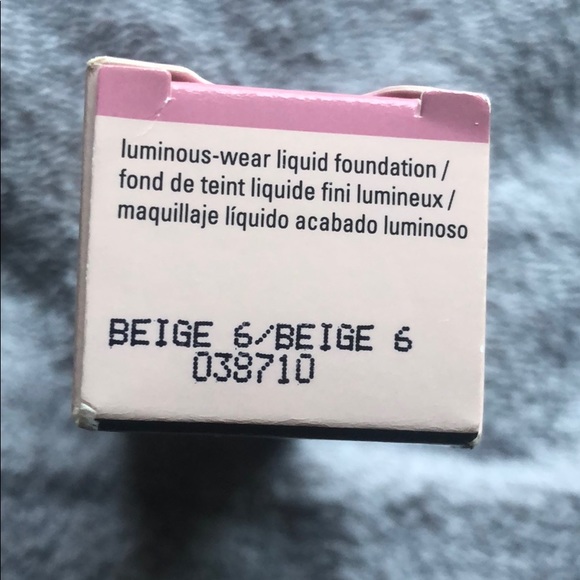 luminous-wear liquid foundation /
fond de teint liquide fini lumineux /
maquillaje líquido acabado luminoso
BEIGE 6/BEIGE 6
038710